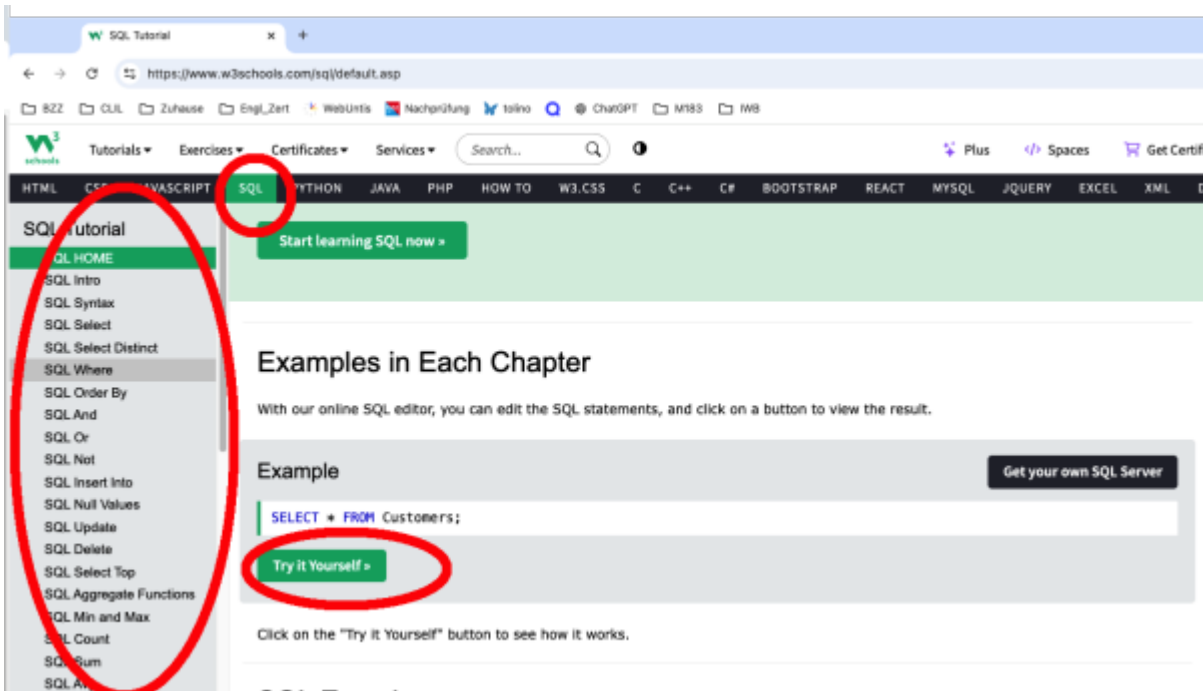 SQL Tutorial
https://www.w3schools.com/sql/default.asp
BZZ CLIL Zuhause Engl_Zert WebUntis Nachprüfung tolino ChatGPT M183 IWB
W3 schools
Tutorials Exercises Certificates Services Search... Plus </> Spaces Get Certif
HTML CSS JAVASCRIPT SQL PYTHON JAVA PHP HOW TO W3.CSS C C++ C# BOOTSTRAP REACT MYSQL JQUERY EXCEL XML D
SQL Tutorial
SQL HOME
SQL Intro
SQL Syntax
SQL Select
SQL Select Distinct
SQL Where
SQL Order By
SQL And
SQL Or
SQL Not
SQL Insert Into
SQL Null Values
SQL Update
SQL Delete
SQL Select Top
SQL Aggregate Functions
SQL Min and Max
SQL Count
SQL Sum
SQL
Start learning SQL now »
Examples in Each Chapter
With our online SQL editor, you can edit the SQL statements, and click on a button to view the result.
Example
Get your own SQL Server
SELECT * FROM Customers;
Try it Yourself »
Click on the "Try it Yourself" button to see how it works.